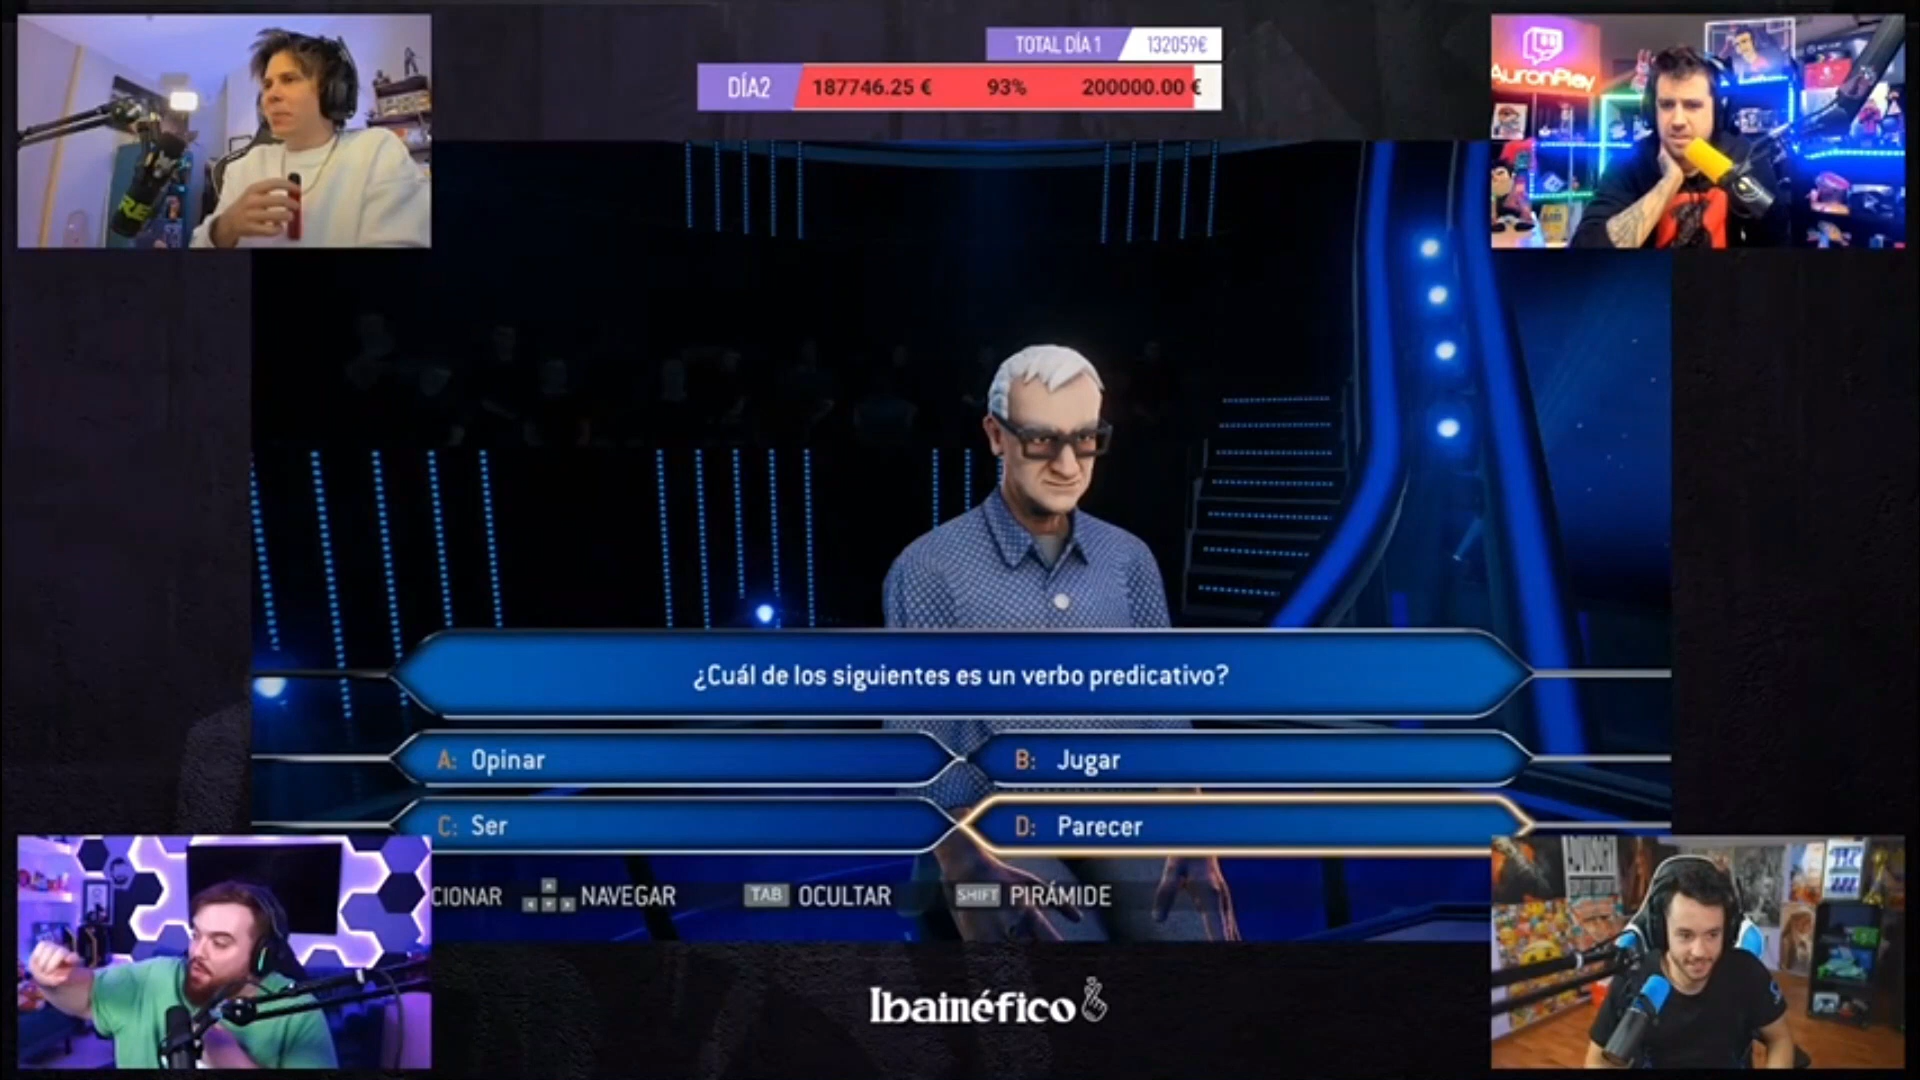 TOTAL DÍA 1 132059€
DÍA2 187746.25 € 93% 200000.00 €
AuronPlay
¿Cuál de los siguientes es un verbo predicativo?
A: Opinar
B: Jugar
C: Ser
D: Parecer
CIONAR NAVEGAR TAB OCULTAR SHIFT PIRÁMIDE
Ibainéfico